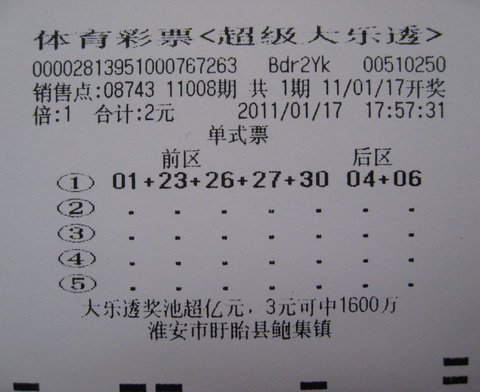 体育彩票<超级大乐透>
00002813951000767263 Bdr2Yk 00510250
销售点:08743 11008期 共 1期 11/01/17开奖
倍:1 合计:2元 2011/01/17 17:57:31
单式票
前区 后区
① 01+23+26+27+30 04+06
② . . . . . . .
③ . . . . . . .
④ . . . . . . .
⑤ . . . . . . .
大乐透奖池超亿元，3元可中1600万
淮安市盱眙县鲍集镇